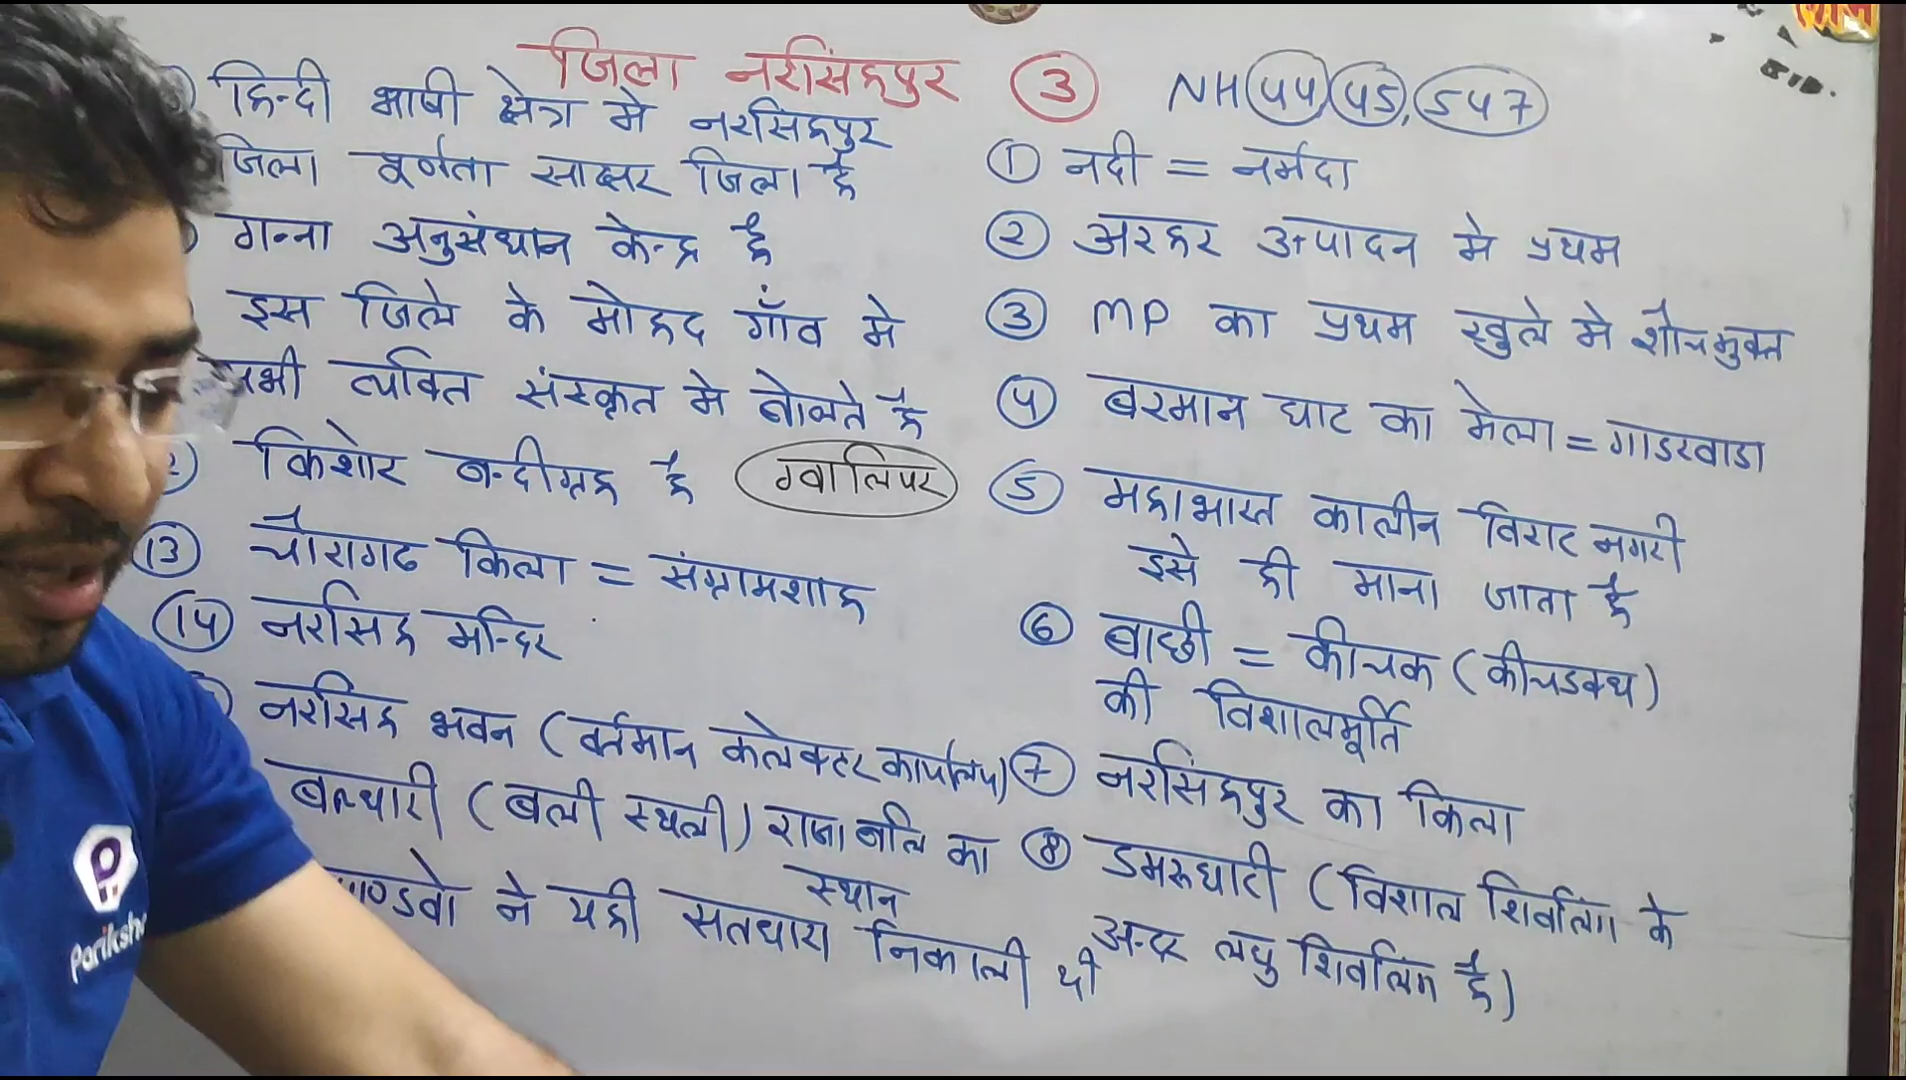 जिला नरसिंहपुर ③ NH 44, 45, 547
हिन्दी भाषी क्षेत्र मे नरसिहपुर
जिला पूर्णता साक्षर जिला है
गन्ना अनुसंधान केन्द्र है
इस जिले के मोहद गाँव मे
सभी व्यक्ति संस्कृत मे बोलते है
किशोर बन्दीग्रह है ग्वालियर
13 चौरागढ किला = संग्रामशाह
14 नरसिह मन्दिर
नरसिह भवन (वर्तमान कलेक्टर कार्यालय)
बल्थारी (बली स्थली) राजा बलि का
स्थान
पाण्डवो ने यही सतधारा निकाली थी
① नदी = नर्मदा
② अरहर उत्पादन मे प्रथम
③ MP का प्रथम खुले मे शौचमुक्त
④ बरमान घाट का मेला = गाडरवाडा
⑤ महाभारत कालीन विराट नगरी
इसे ही माना जाता है
⑥ बाछी = कीचक (कीचडवध)
की विशालमूर्ति
⑦ नरसिंहपुर का किला
⑧ डमरूघाटी (विशाल शिवलिंग के
अन्दर लघु शिवलिंग है)
Pariksh